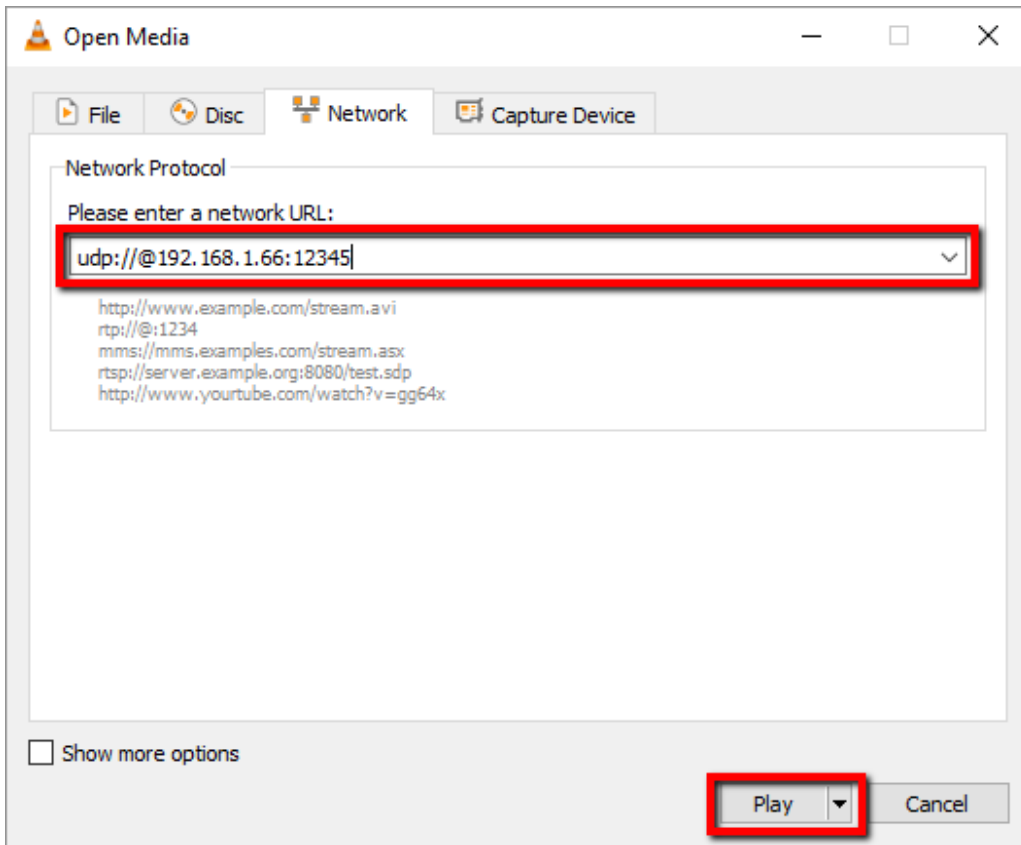 Open Media
File Disc Network Capture Device
Network Protocol
Please enter a network URL:
udp://@192.168.1.66:12345
http://www.example.com/stream.avi
rtp://@:1234
mms://mms.examples.com/stream.asx
rtsp://server.example.org:8080/test.sdp
http://www.yourtube.com/watch?v=gg64x
Show more options
Play Cancel